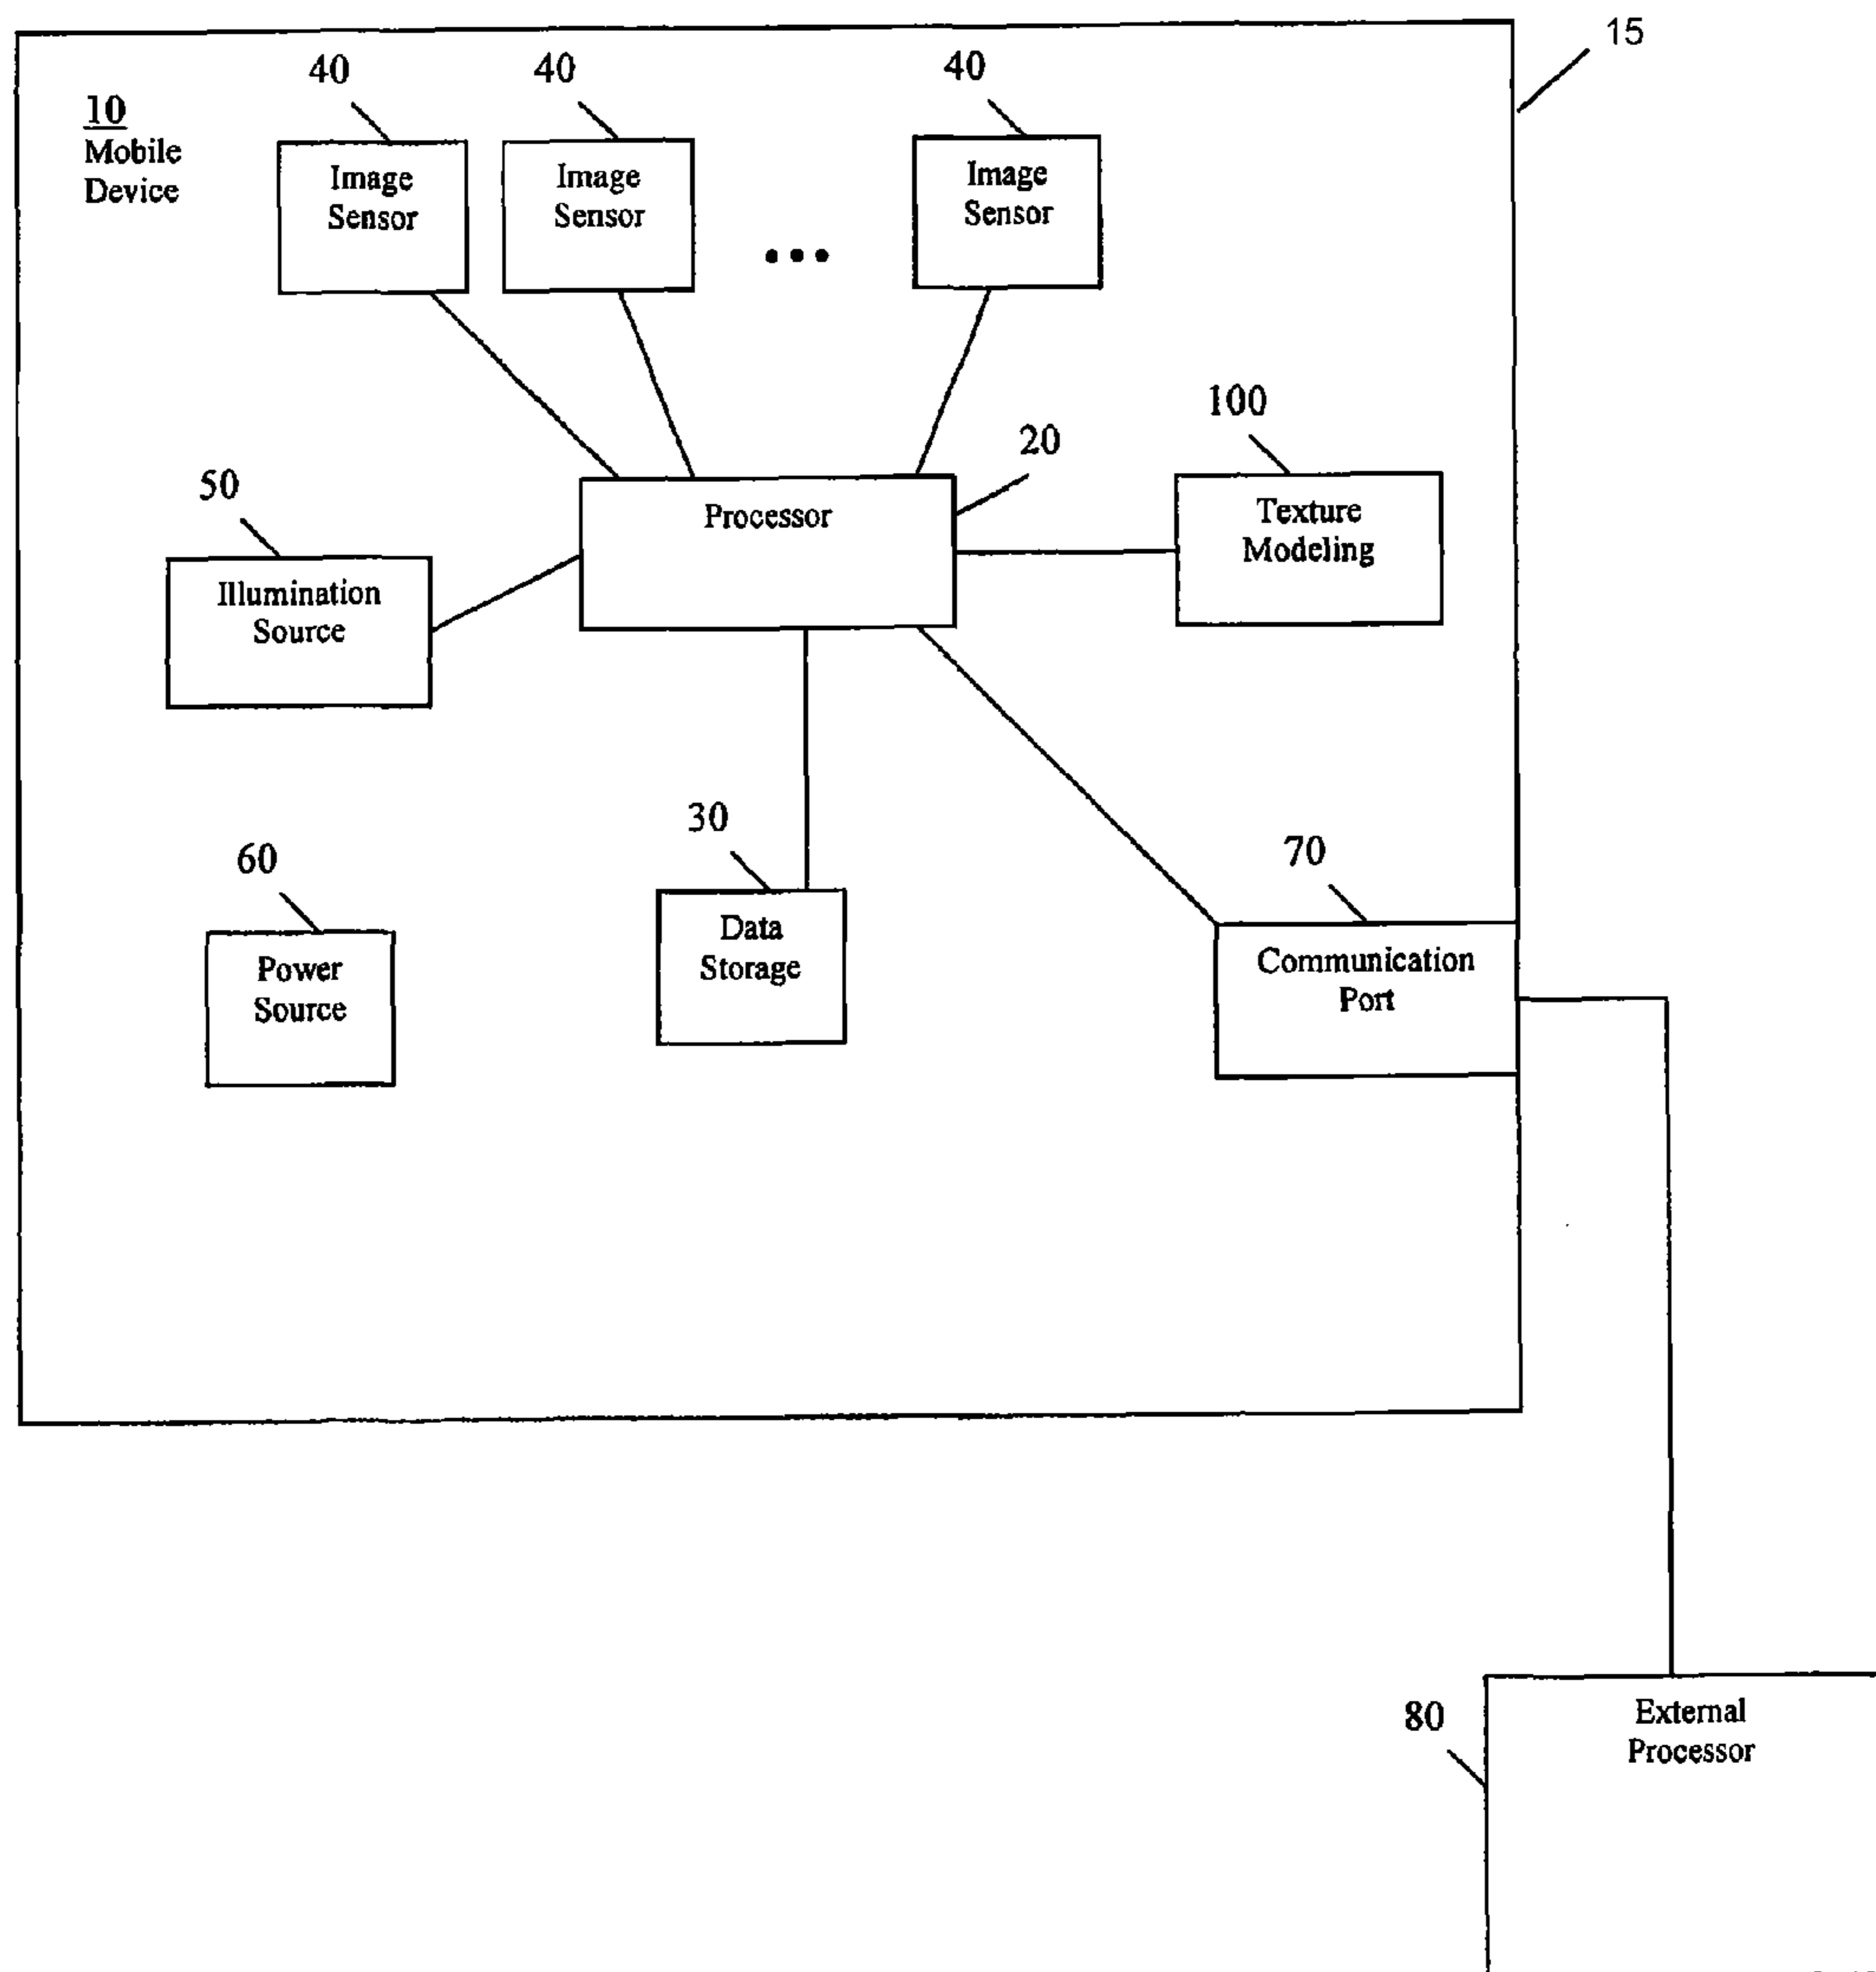 15
40
40
40
10
Mobile
Device
Image
Sensor
Image
Sensor
Image
Sensor
100
20
50
Processor
Texture
Modeling
Illumination
Source
30
70
60
Data
Storage
Communication
Port
Power
Source
80
External
Processor